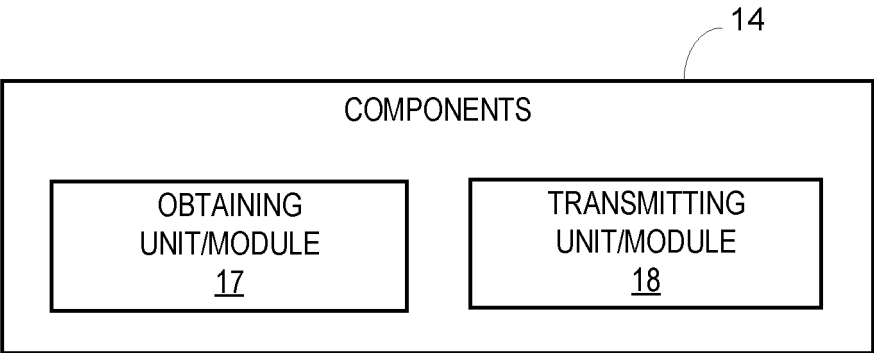 14
COMPONENTS
OBTAINING
UNIT/MODULE
17
TRANSMITTING
UNIT/MODULE
18